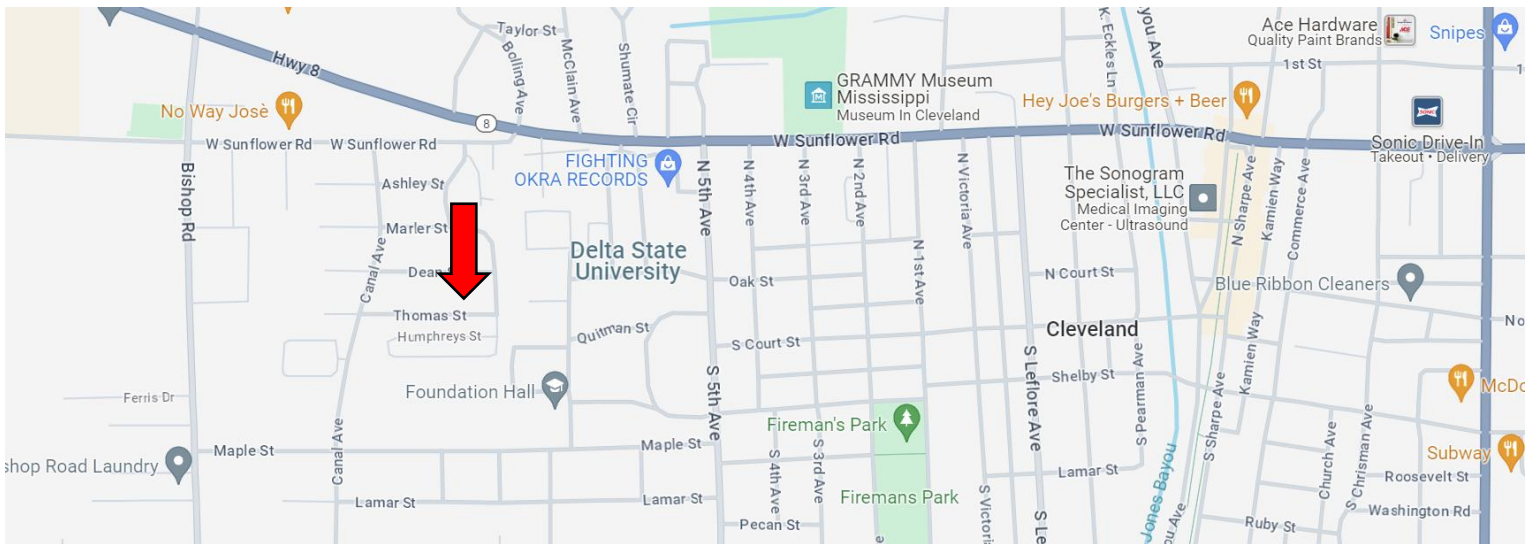 Taylor St
Bolling Ave
McClain Ave
Shumate Cir
K. Eckles Ln
Ace Hardware
Quality Paint Brands
Snipes
1st St
Hwy 8
8
No Way Josè
GRAMMY Museum
Mississippi
Museum In Cleveland
Hey Joe's Burgers + Beer
W Sunflower Rd
W Sunflower Rd
W Sunflower Rd
W Sunflower Rd
SONIC
Sonic Drive-In
Takeout • Delivery
FIGHTING
OKRA RECORDS
Bishop Rd
Ashley St
Marler St
Canal Ave
Thomas St
Humphreys St
Delta State
University
N 5th Ave
N 4th Ave
N 3rd Ave
N 2nd Ave
N 1st Ave
N Victoria Ave
The Sonogram
Specialist, LLC
Medical Imaging
Center - Ultrasound
N Sharpe Ave
Kamien Way
Commerce Ave
Oak St
N Court St
Blue Ribbon Cleaners
Quitman St
S Court St
Cleveland
Kamien Way
Foundation Hall
S 5th Ave
S Leflore Ave
Shelby St
S Pearman Ave
S Sharpe Ave
Ferris Dr
Fireman's Park
Canal Ave
Maple St
Maple St
S 4th Ave
S 3rd Ave
Lamar St
Church Ave
S Chrisman Ave
Subway
Roosevelt St
Washington Rd
shop Road Laundry
Lamar St
Lamar St
Firemans Park
Pecan St
Jones Bayou
Ruby St